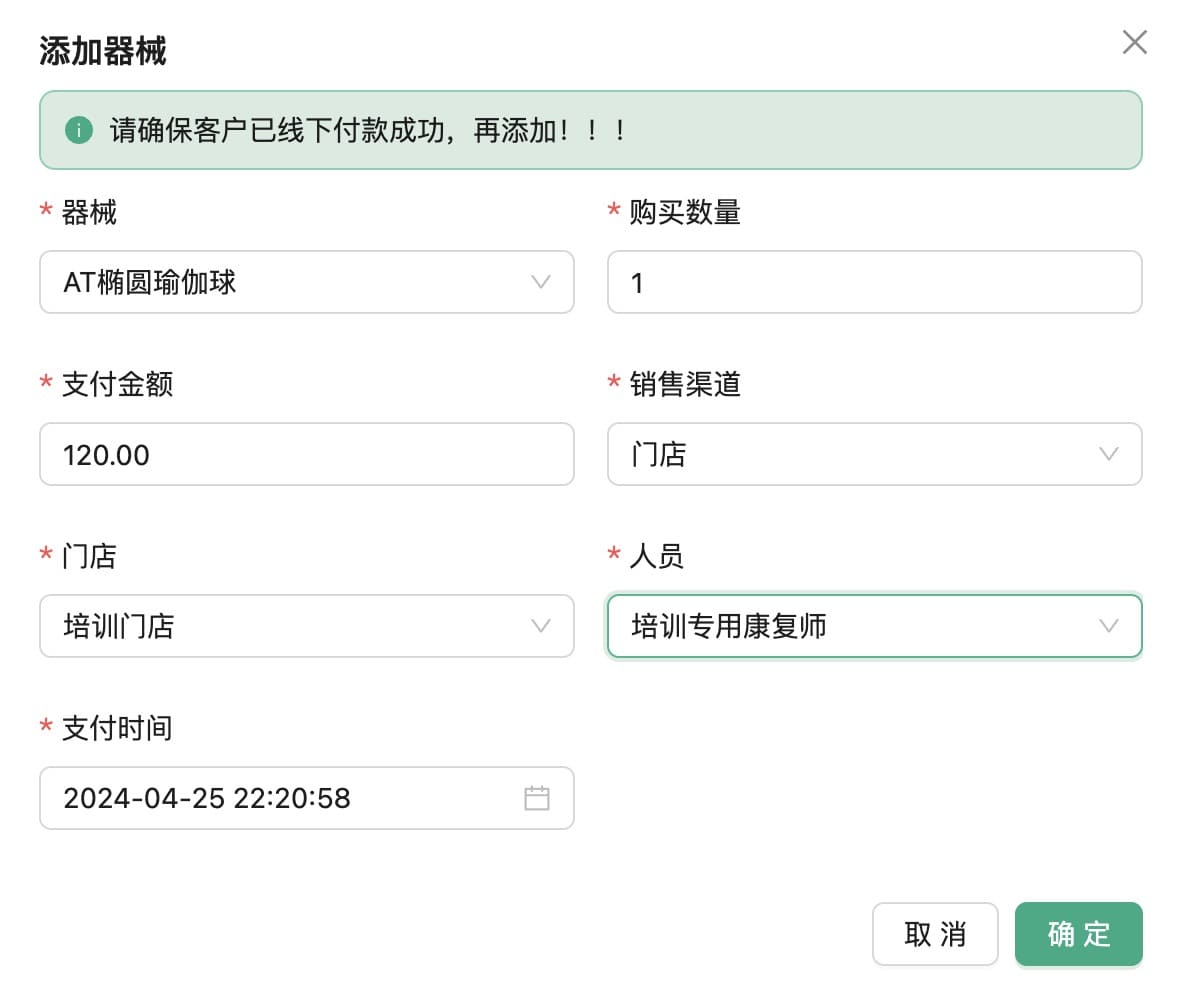 添加器械
请确保客户已线下付款成功，再添加！！！
* 器械
* 购买数量
AT椭圆瑜伽球
1
* 支付金额
* 销售渠道
120.00
门店
* 门店
* 人员
培训门店
培训专用康复师
* 支付时间
2024-04-25 22:20:58
取 消
确 定